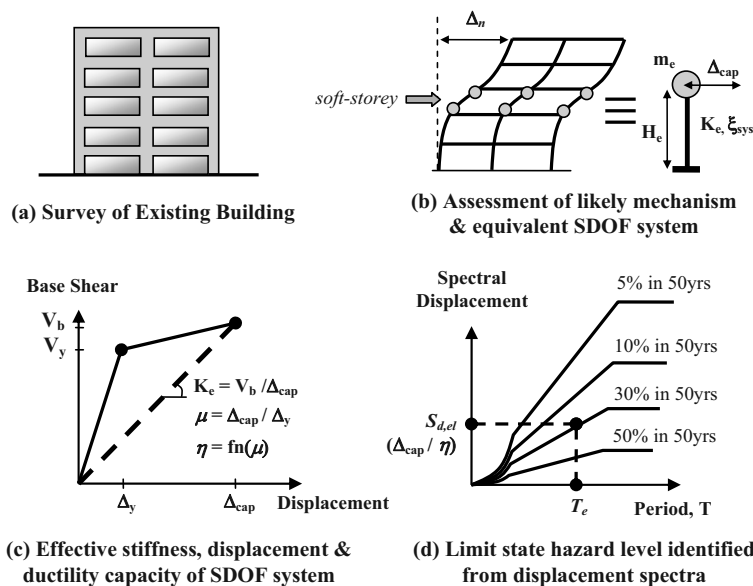 Δn
soft-storey
me
Δcap
He
Ke, ξsys
(a) Survey of Existing Building
(b) Assessment of likely mechanism
& equivalent SDOF system
Base Shear
Vb
Vy
Ke = Vb /Δcap
μ = Δcap / Δy
η = fn(μ)
Δy
Δcap
Displacement
(c) Effective stiffness, displacement &
ductility capacity of SDOF system
Spectral
Displacement
5% in 50yrs
10% in 50yrs
30% in 50yrs
50% in 50yrs
Sd,el
(Δcap / η)
Te
Period, T
(d) Limit state hazard level identified
from displacement spectra